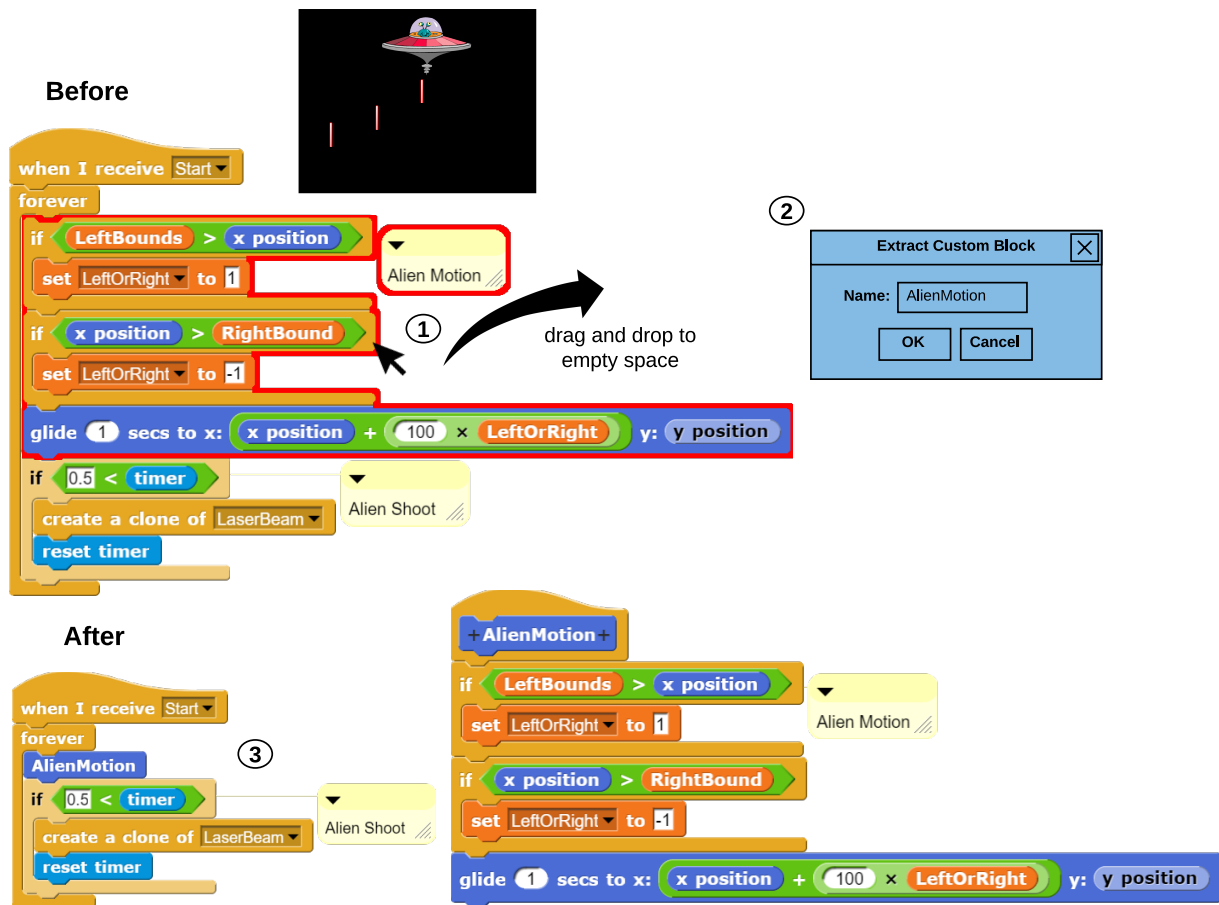 Before
when I receive Start
forever
if LeftBounds > x position
Alien Motion
set LeftOrRight to 1
if x position > RightBound
1
set LeftOrRight to -1
glide 1 secs to x: x position + 100 × LeftOrRight y: y position
if 0.5 < timer
Alien Shoot
create a clone of LaserBeam
reset timer
drag and drop to
empty space
2
Extract Custom Block
Name: AlienMotion
OK Cancel
After
when I receive Start
forever
AlienMotion
3
if 0.5 < timer
Alien Shoot
create a clone of LaserBeam
reset timer
+AlienMotion+
if LeftBounds > x position
Alien Motion
set LeftOrRight to 1
if x position > RightBound
set LeftOrRight to -1
glide 1 secs to x: x position + 100 × LeftOrRight y: y position